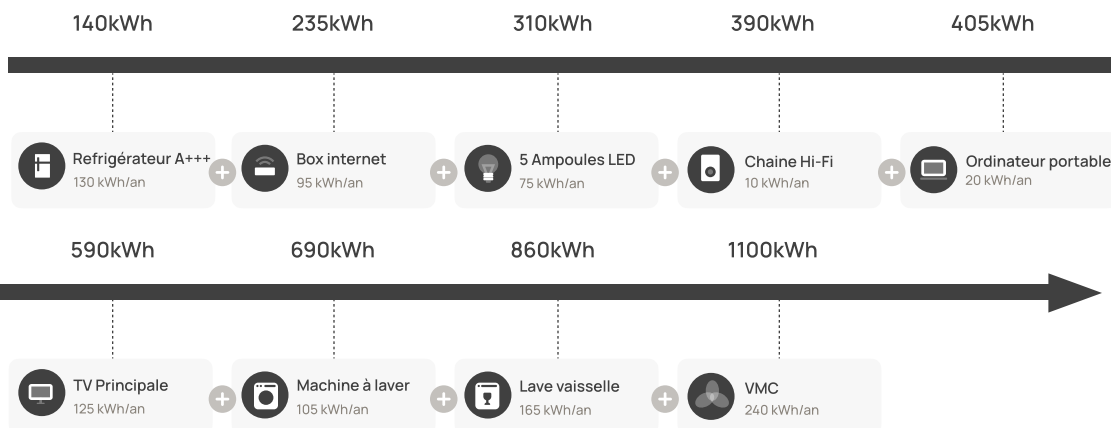 140kWh
235kWh
310kWh
390kWh
405kWh
Refrigérateur A+++
130 kWh/an
Box internet
95 kWh/an
5 Ampoules LED
75 kWh/an
Chaine Hi-Fi
10 kWh/an
Ordinateur portable
20 kWh/an
590kWh
690kWh
860kWh
1100kWh
TV Principale
125 kWh/an
Machine à laver
105 kWh/an
Lave vaisselle
165 kWh/an
VMC
240 kWh/an